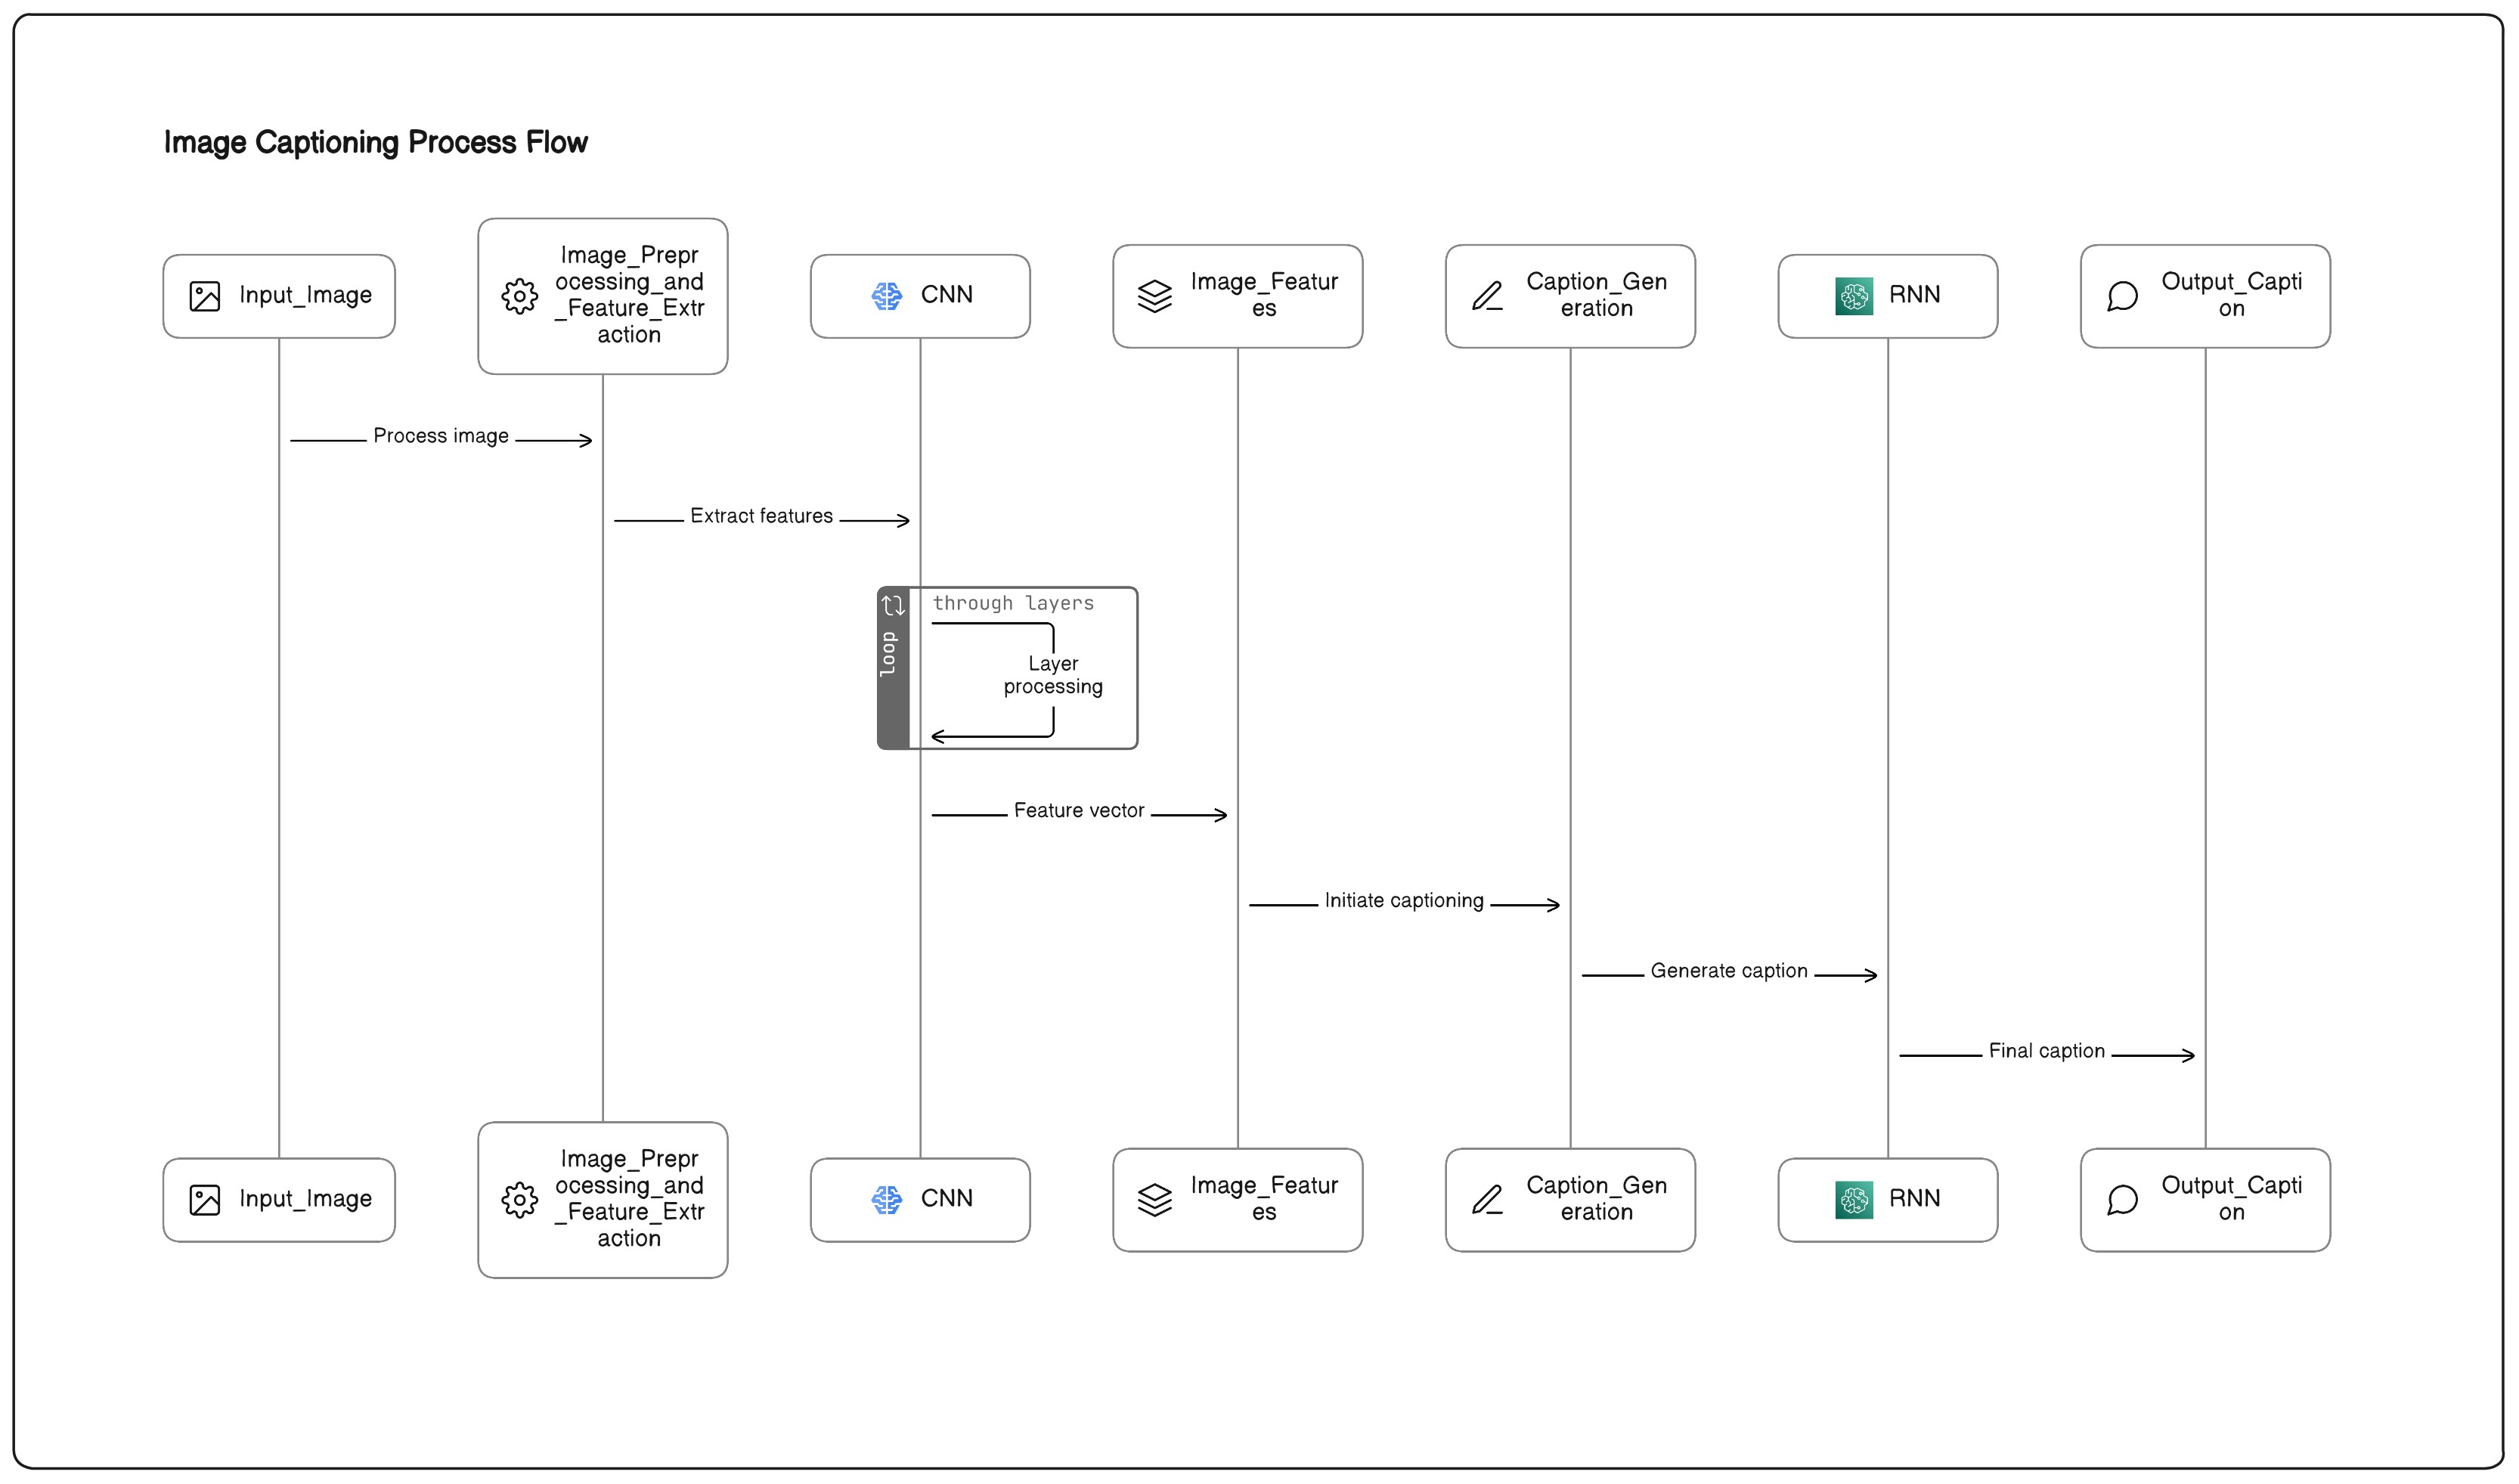 Image Captioning Process Flow
Input_Image
Image_Prepr
ocessing_and
_Feature_Extr
action
CNN
Image_Featur
es
Caption_Gen
eration
RNN
Output_Capti
on
Process image
Extract features
loop
through layers
Layer
processing
Feature vector
Initiate captioning
Generate caption
Final caption
Input_Image
Image_Prepr
ocessing_and
_Feature_Extr
action
CNN
Image_Featur
es
Caption_Gen
eration
RNN
Output_Capti
on